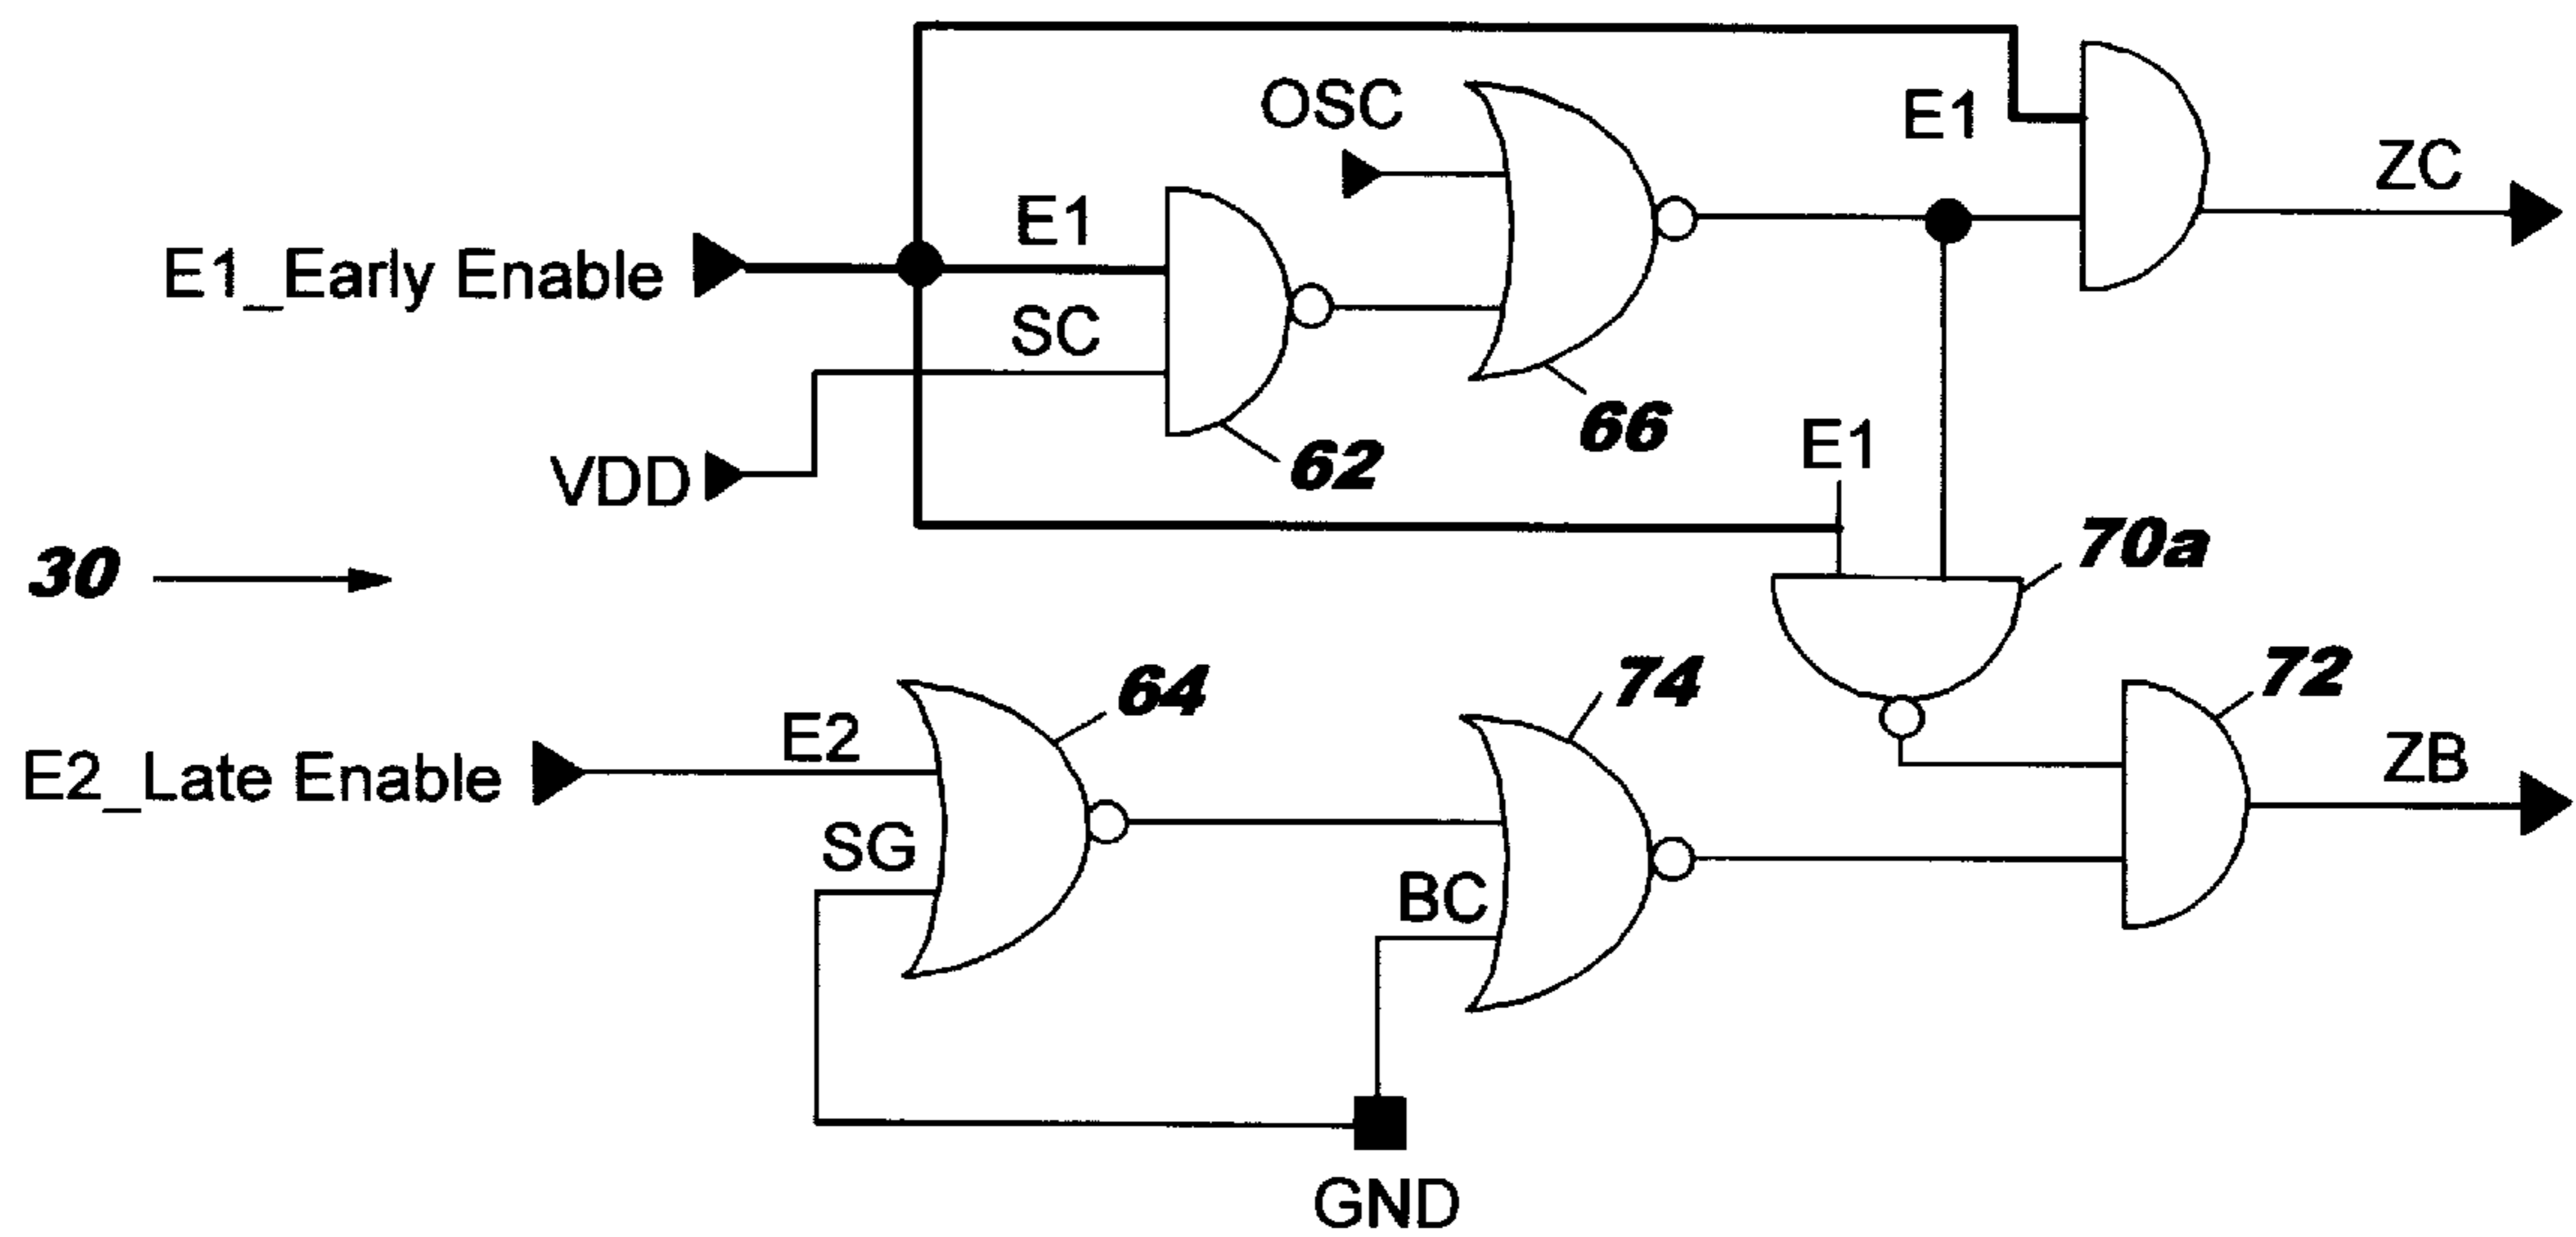 OSC
E1
ZC
E1
E1_Early Enable
SC
66
E1
62
VDD
70a
30
64
74
72
E2
ZB
E2_Late Enable
SG
BC
GND